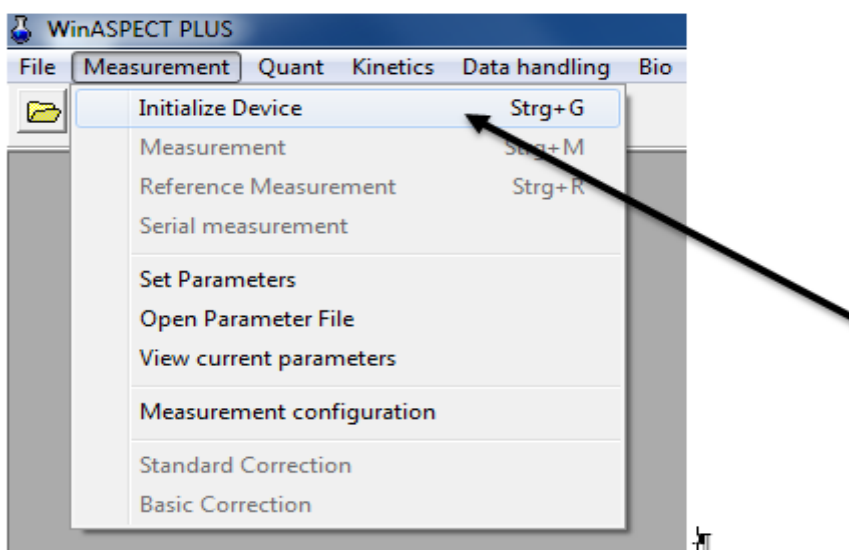 WinASPECT PLUS
File Measurement Quant Kinetics Data handling Bio
Initialize Device Strg+G
Measurement Strg+M
Reference Measurement Strg+R
Serial measurement
Set Parameters
Open Parameter File
View current parameters
Measurement configuration
Standard Correction
Basic Correction
¶